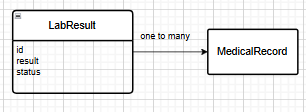 LabResult
id
result
status
one to many
MedicalRecord